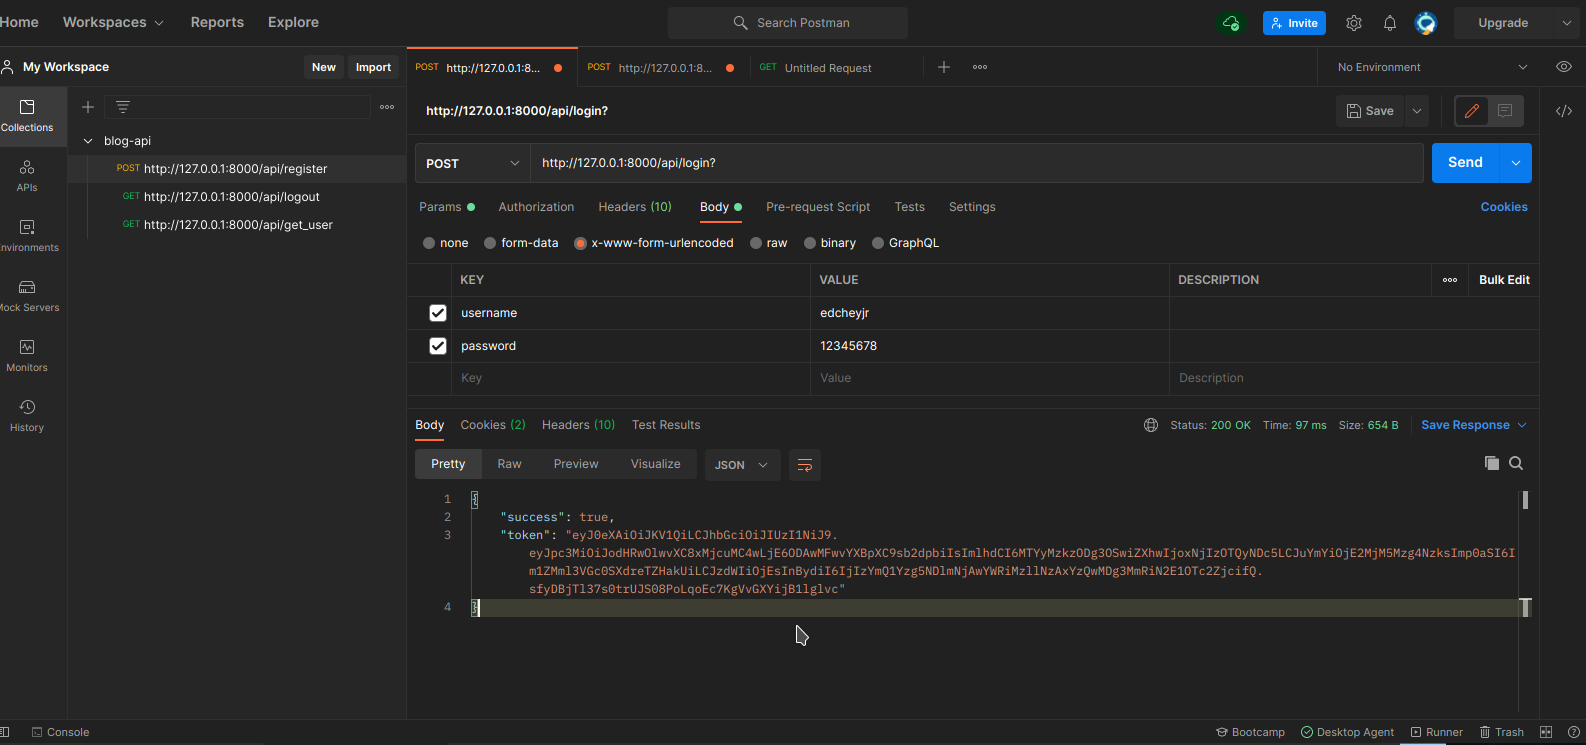 Home Workspaces Reports Explore Search Postman Invite Upgrade
My Workspace New Import POST http://127.0.0.1:8... POST http://127.0.0.1:8... GET Untitled Request No Environment
http://127.0.0.1:8000/api/login? Save
Collections
blog-api
POST http://127.0.0.1:8000/api/register
GET http://127.0.0.1:8000/api/logout
GET http://127.0.0.1:8000/api/get_user
APIs
nvironments
Mock Servers
Monitors
History
POST http://127.0.0.1:8000/api/login? Send
Params Authorization Headers (10) Body Pre-request Script Tests Settings Cookies
none form-data x-www-form-urlencoded raw binary GraphQL
KEY VALUE DESCRIPTION Bulk Edit
username edcheyjr
password 12345678
Key Value Description
Body Cookies (2) Headers (10) Test Results Status: 200 OK Time: 97 ms Size: 654 B Save Response
Pretty Raw Preview Visualize JSON
1 {
2 "success": true,
3 "token": "eyJ0eXAiOiJKV1QiLCJhbGciOiJIUzI1NiJ9.
eyJpc3MiOiJodHRwOlwvXC8xMjcuMC4wLjE6ODAwMFwvYXBpXC9sb2dpbiIsImlhdCI6MTYyMzkzODg3OSwiZXhwIjoxNjIzOTQyNDc5LCJuYmYiOjE2MjM5Mzg4NzksImp0aSI6I
m1ZMml3VGc0SXdreTZHakUiLCJzdWIiOjEsInBydiI6IjIzYmQ1Yzg5NDlmNjAwYWRiMzllNzAxYzQwMDg3MmRiN2E1OTc2ZjcifQ.
sfyDBjTl37s0trUJS08PoLqoEc7KgVvGXYijB1lglvc"
4 }
Console Bootcamp Desktop Agent Runner Trash